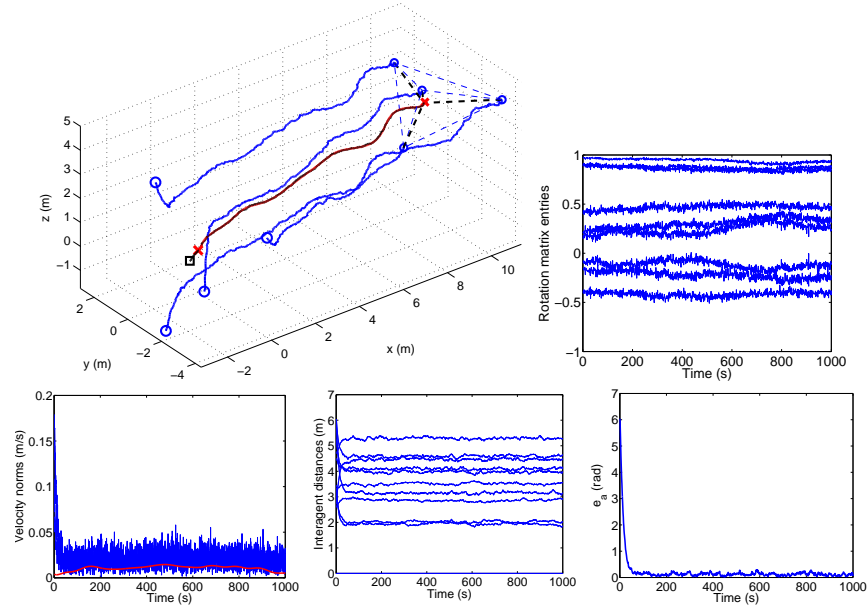 5
4
3
2
1
0
−1
z (m)
2
0
−2
−4
y (m)
−2
0
2
4
6
8
10
x (m)
1
0.5
0
−0.5
−1
Rotation matrix entries
0 200 400 600 800 1000
Time (s)
0.2
0.15
0.1
0.05
0
Velocity norms (m/s)
0 200 400 600 800 1000
Time (s)
7
6
5
4
3
2
1
0
Interagent distances (m)
0 200 400 600 800 1000
Time (s)
7
6
5
4
3
2
1
0
e_a (rad)
0 200 400 600 800 1000
Time (s)